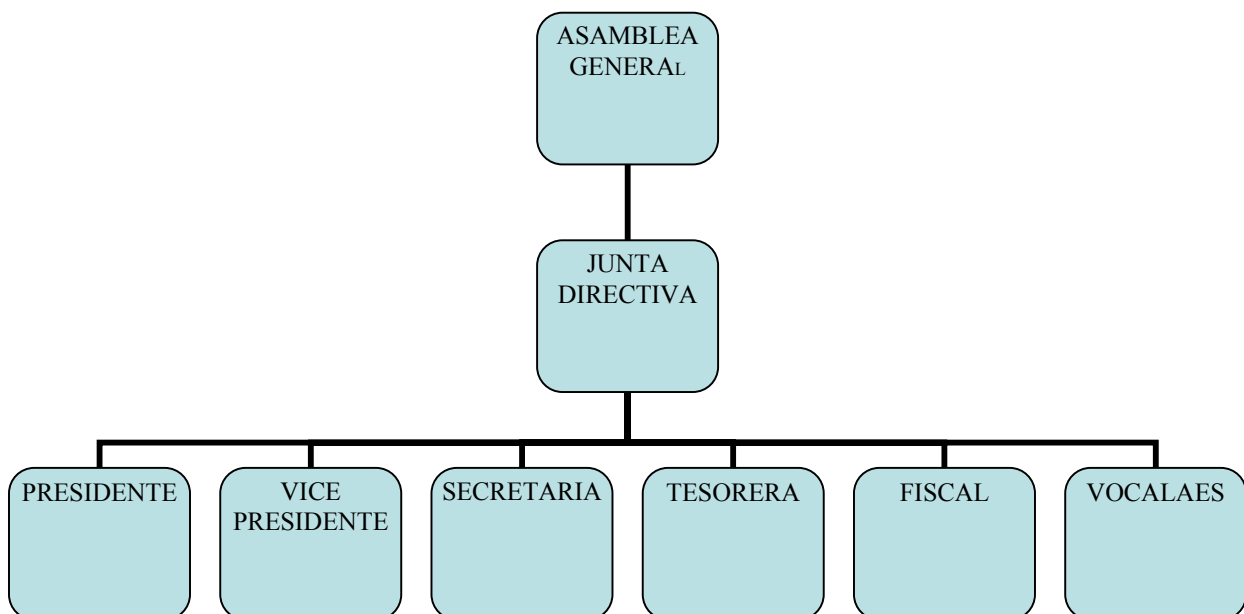 ASAMBLEA
GENERAL
JUNTA
DIRECTIVA
PRESIDENTE
VICE
PRESIDENTE
SECRETARIA
TESORERA
FISCAL
VOCALAES